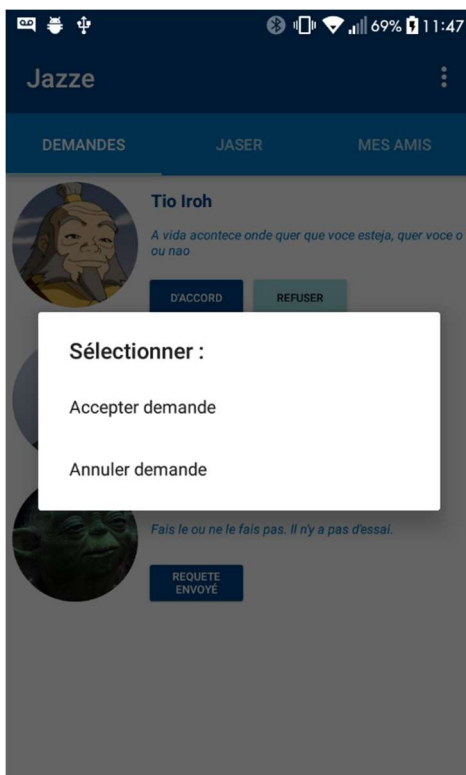 69% 11:47
Jazze
DEMANDES JASER MES AMIS
Tio Iroh
A vida acontece onde quer que voce esteja, quer voce o
ou nao
D'ACCORD REFUSER
Sélectionner :
Accepter demande
Annuler demande
Fais le ou ne le fais pas. Il n'y a pas d'essai.
REQUETE
ENVOYÉ